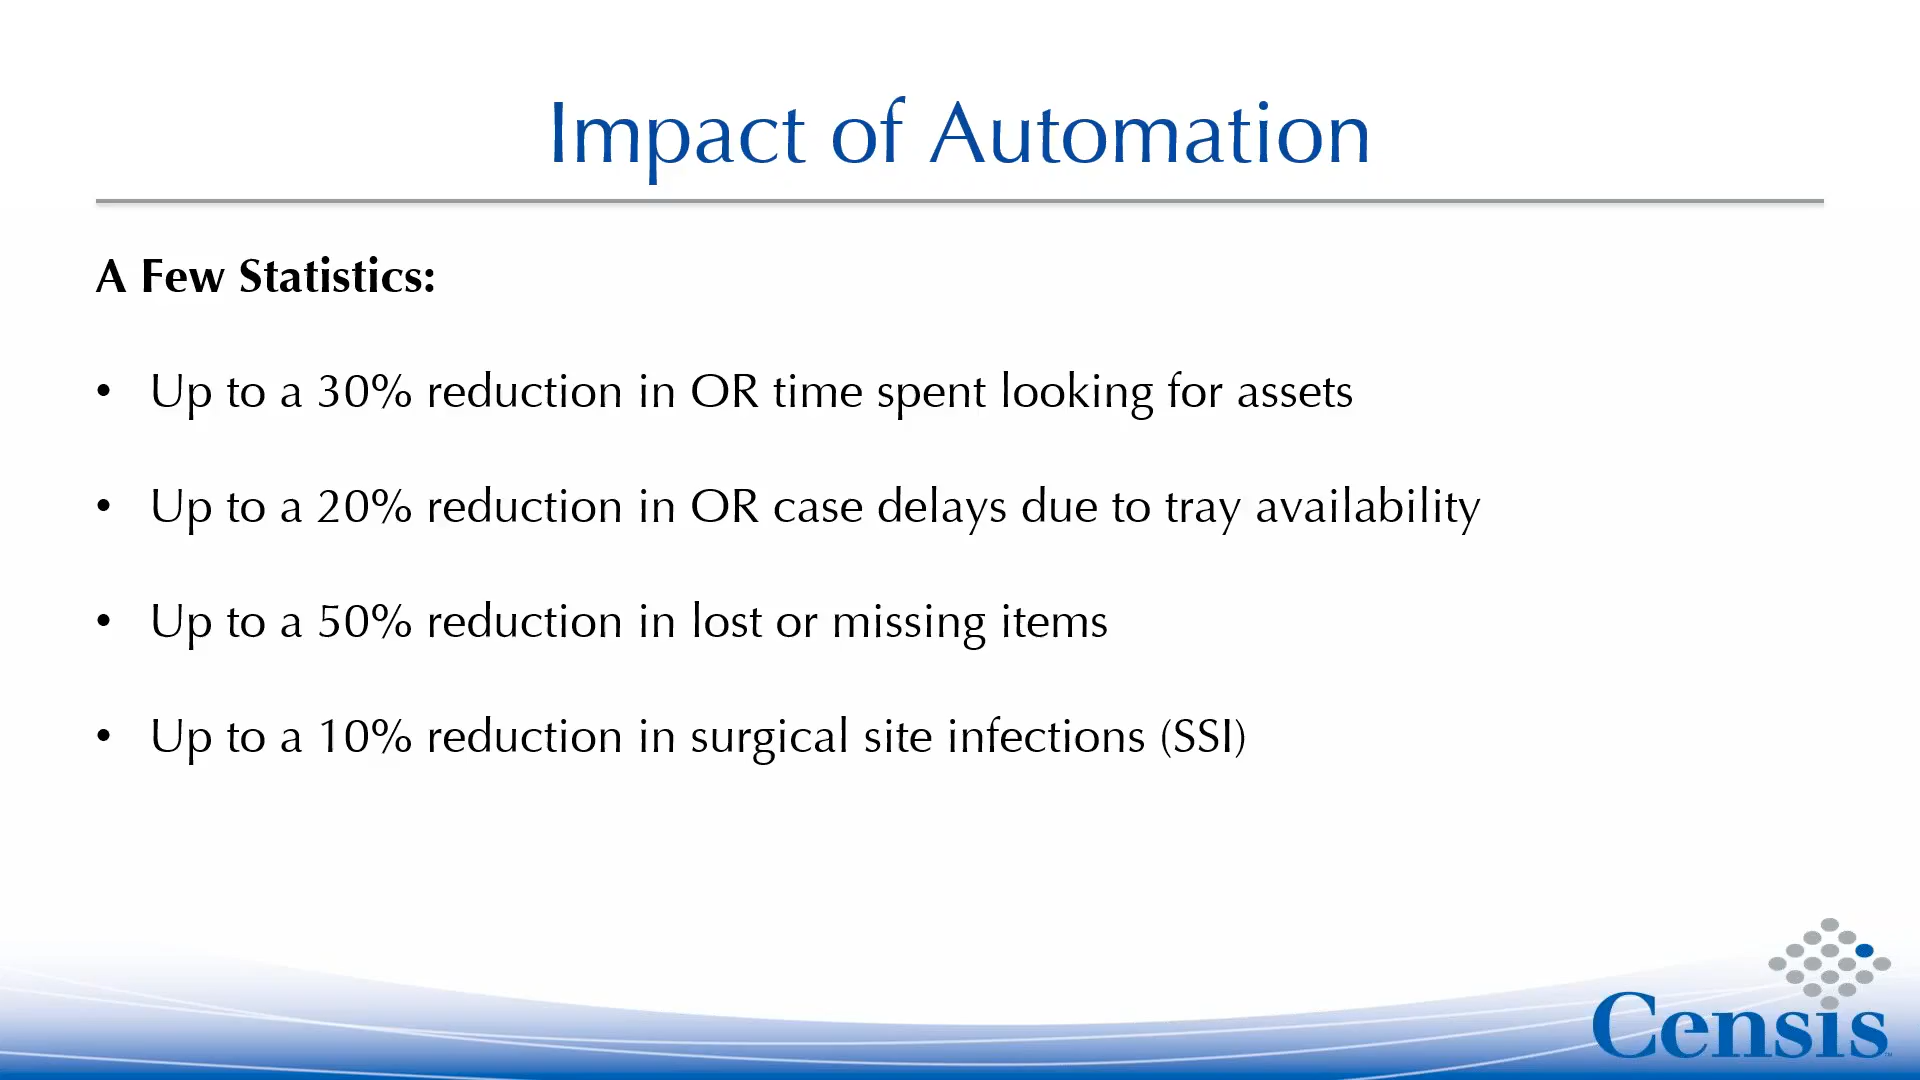 Impact of Automation
A Few Statistics:
• Up to a 30% reduction in OR time spent looking for assets
• Up to a 20% reduction in OR case delays due to tray availability
• Up to a 50% reduction in lost or missing items
• Up to a 10% reduction in surgical site infections (SSI)
Censis™